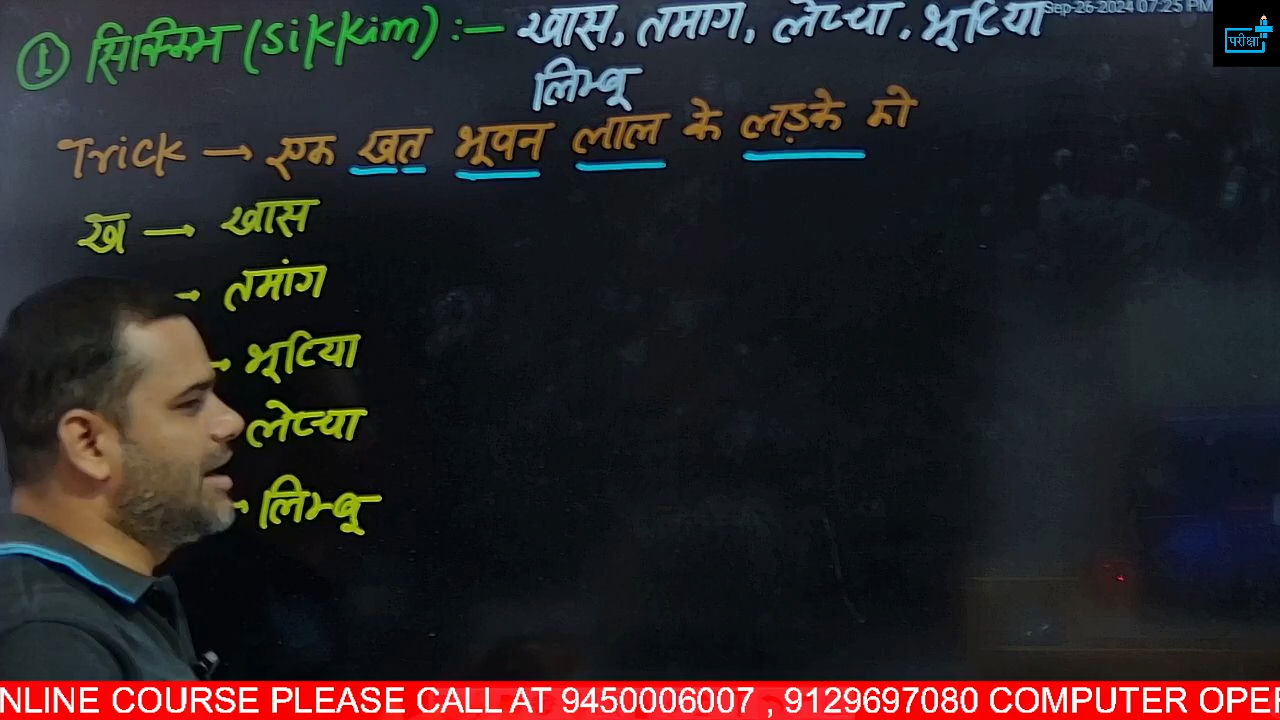 ① सिक्किम (Sikkim) :— खास, तमाग, लेप्चा, भूटिया
Sep-26-2024 07:25 PM
परीक्षा
लिम्बू
Trick → एक खत भूवन लाल के लड़के को
ख → खास
→ तमांग
→ भूटिया
लेप्चा
→ लिम्बू
NLINE COURSE PLEASE CALL AT 9450006007 , 9129697080 COMPUTER OPER